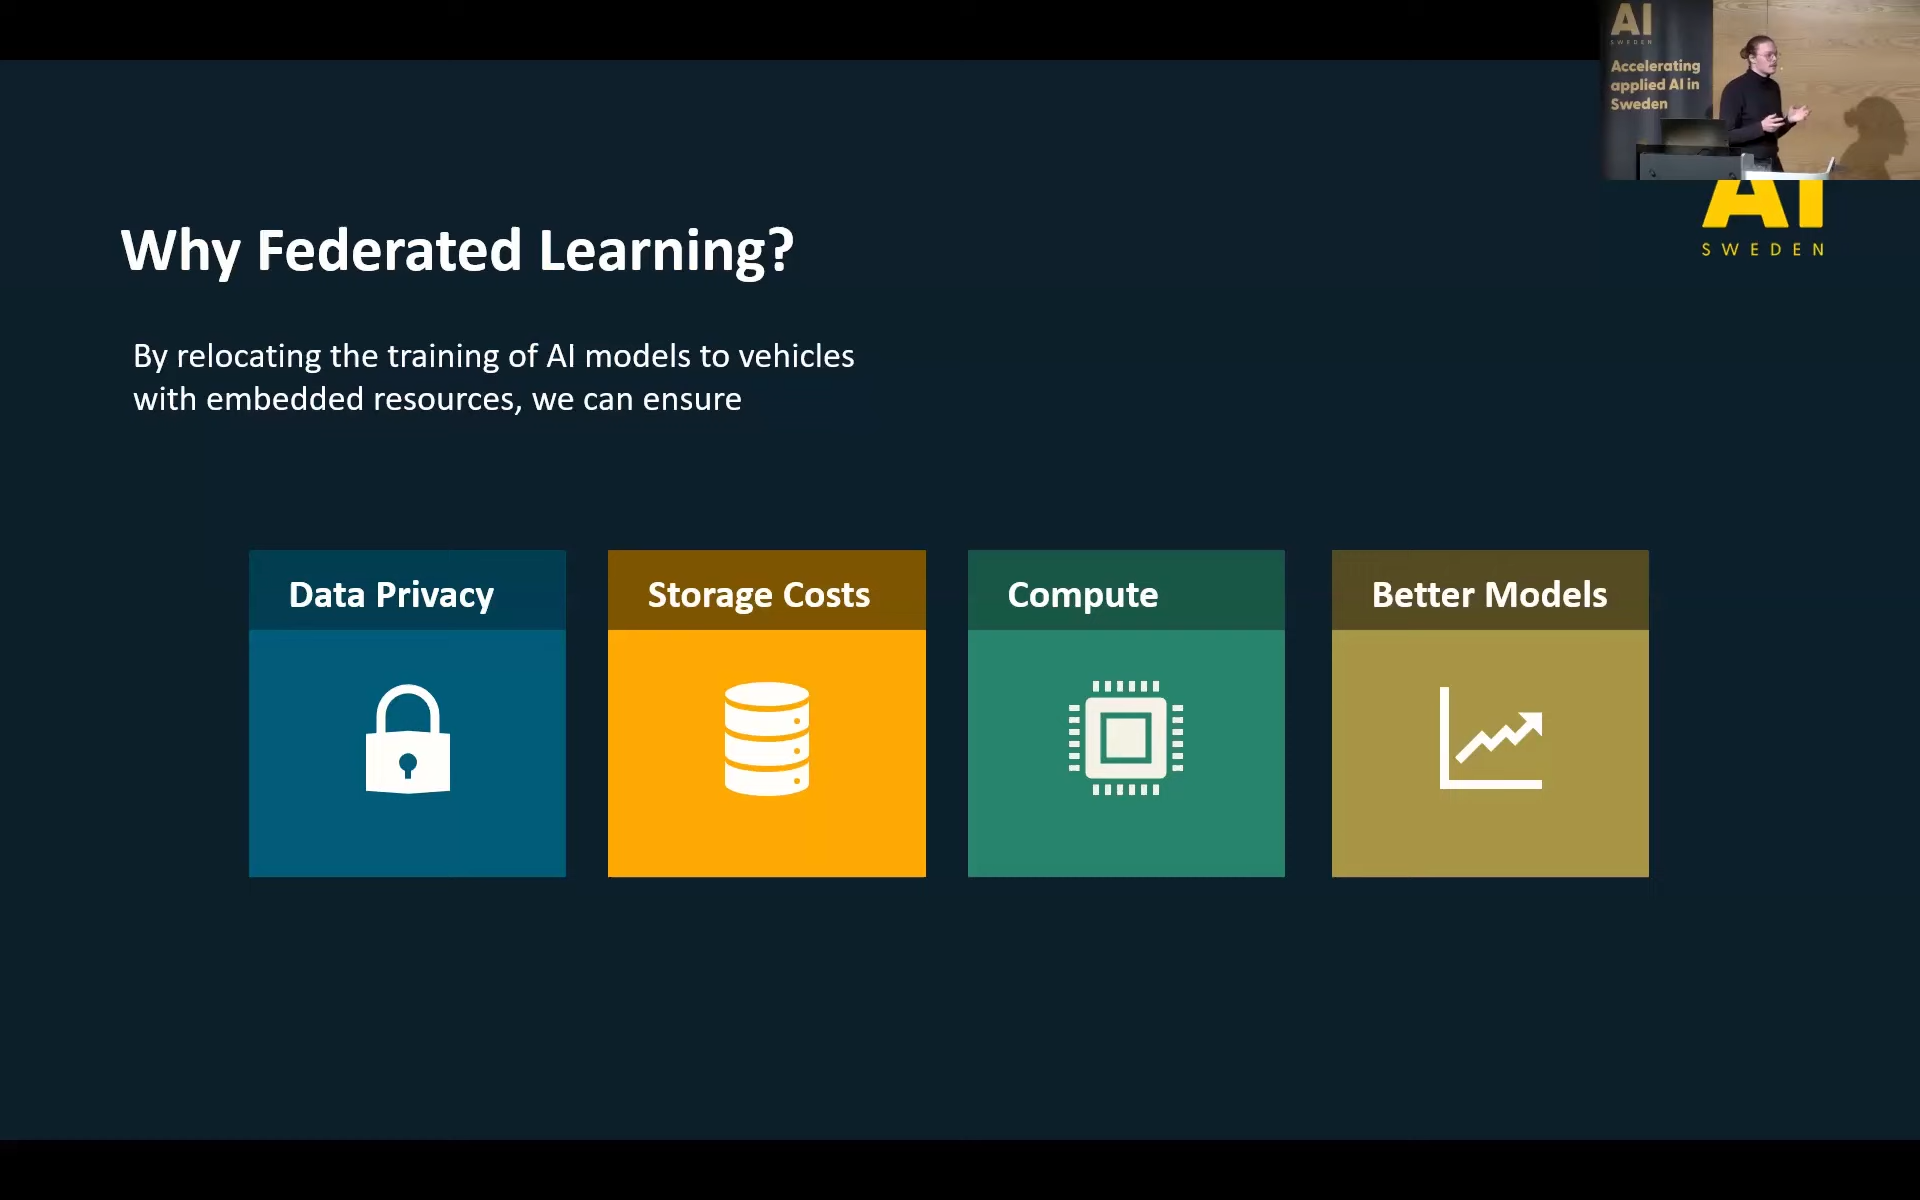 AI
SWEDEN
Accelerating
applied AI in
Sweden
AI
SWEDEN
Why Federated Learning?
By relocating the training of AI models to vehicles
with embedded resources, we can ensure
Data Privacy
Storage Costs
Compute
Better Models